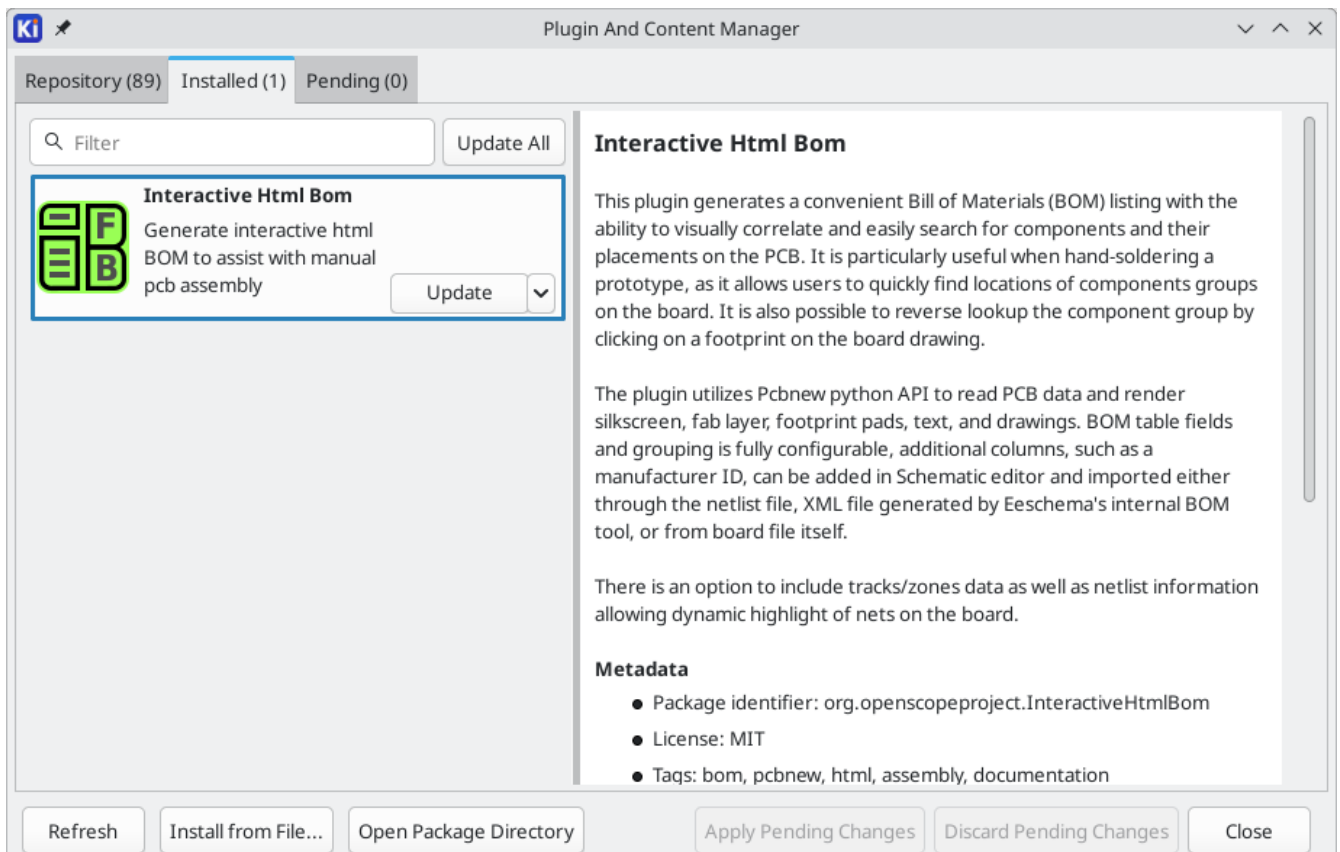 Ki
Plugin And Content Manager
Repository (89)
Installed (1)
Pending (0)
Filter
Update All
F
B
Interactive Html Bom
Generate interactive html
BOM to assist with manual
pcb assembly
Update
Interactive Html Bom
This plugin generates a convenient Bill of Materials (BOM) listing with the
ability to visually correlate and easily search for components and their
placements on the PCB. It is particularly useful when hand-soldering a
prototype, as it allows users to quickly find locations of components groups
on the board. It is also possible to reverse lookup the component group by
clicking on a footprint on the board drawing.
The plugin utilizes Pcbnew python API to read PCB data and render
silkscreen, fab layer, footprint pads, text, and drawings. BOM table fields
and grouping is fully configurable, additional columns, such as a
manufacturer ID, can be added in Schematic editor and imported either
through the netlist file, XML file generated by Eeschema's internal BOM
tool, or from board file itself.
There is an option to include tracks/zones data as well as netlist information
allowing dynamic highlight of nets on the board.
Metadata
● Package identifier: org.openscopeproject.InteractiveHtmlBom
● License: MIT
● Tags: bom, pcbnew, html, assembly, documentation
Refresh
Install from File...
Open Package Directory
Apply Pending Changes
Discard Pending Changes
Close